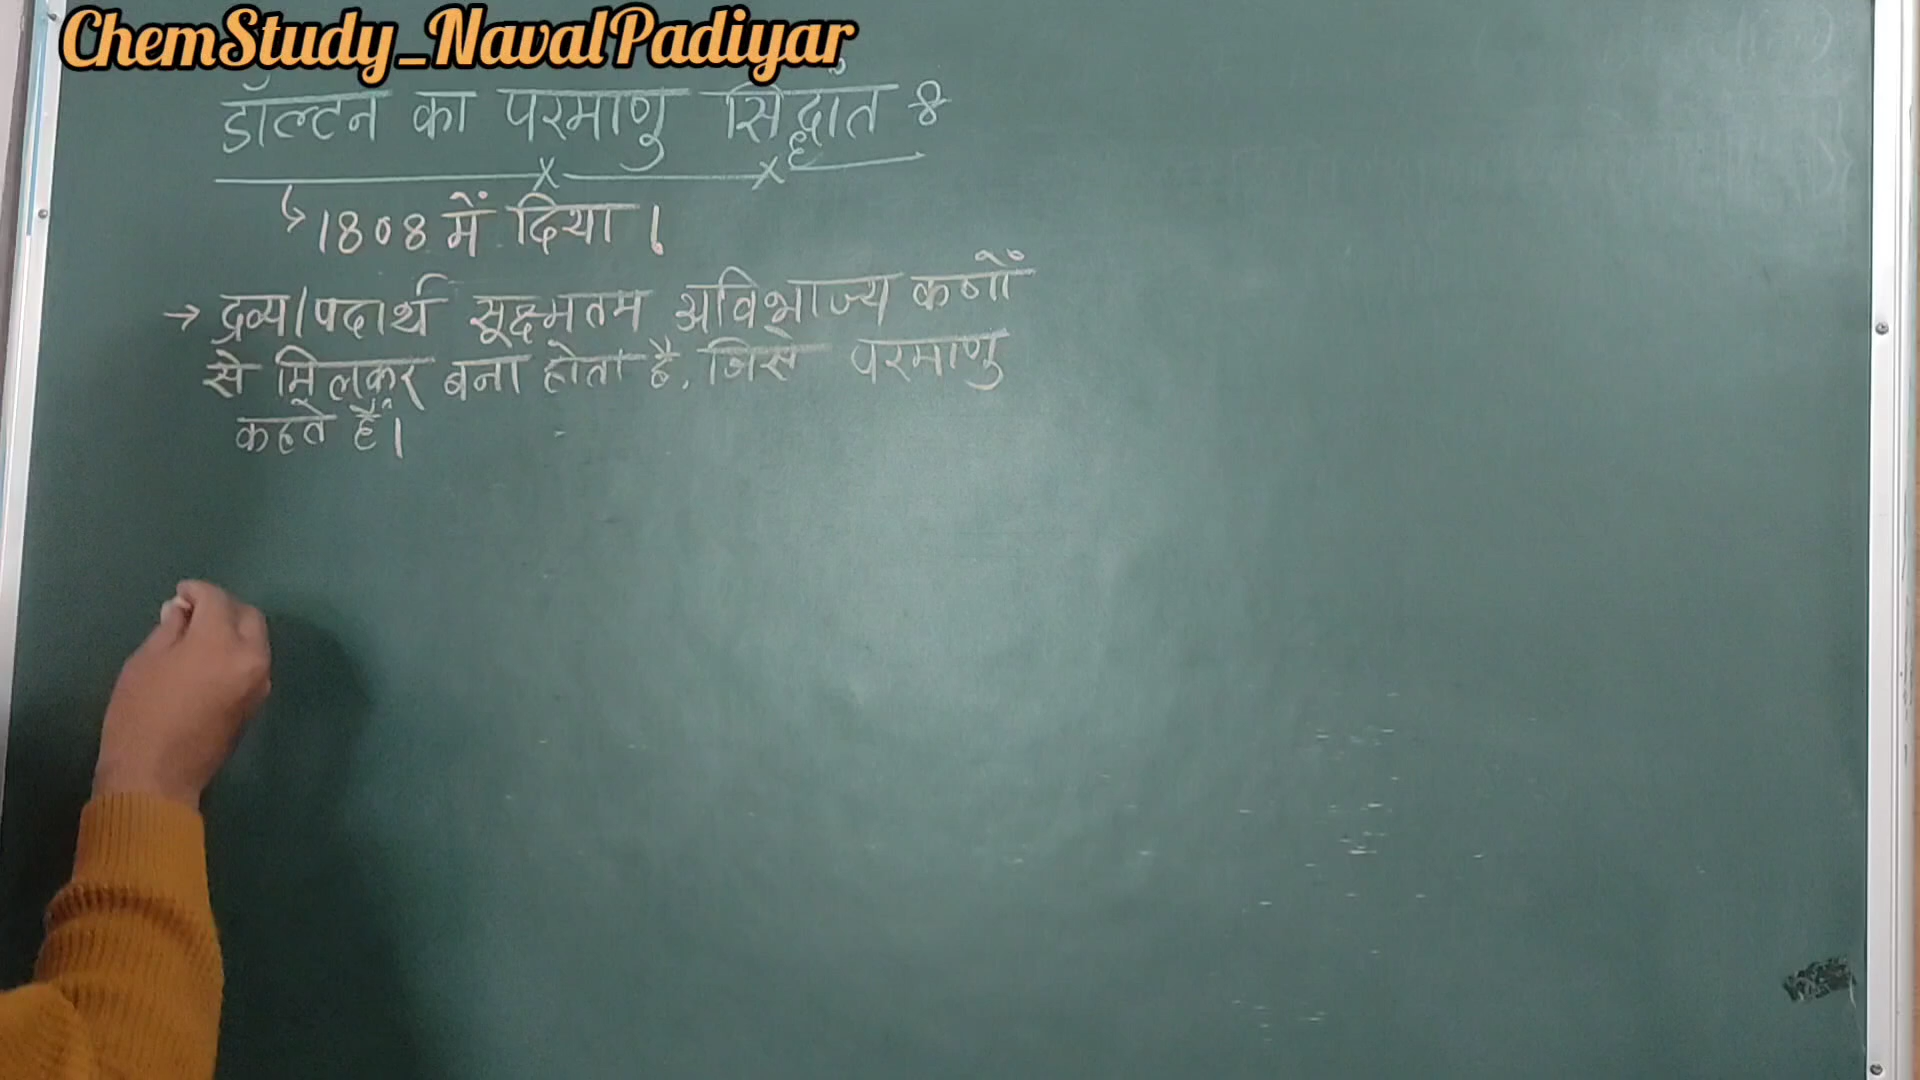 ChemStudy_NavalPadiyar
डॉल्टन का परमाणु सिद्धांत :-
↳ 1808 में दिया।
→ द्रव्य/पदार्थ सूक्ष्मतम अविभाज्य कणों
से मिलकर बना होता है, जिसे परमाणु
कहते हैं।